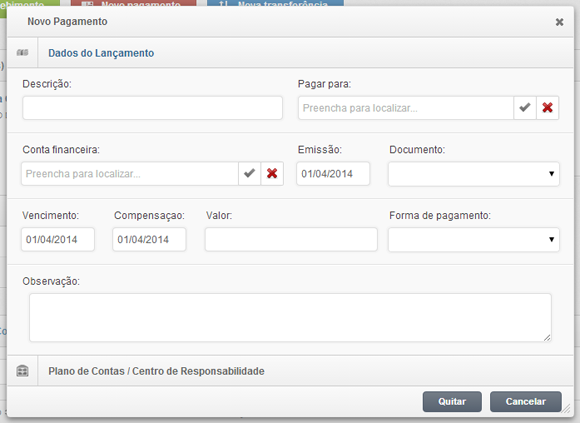 ebimento Novo pagamento Nova transferência
Novo Pagamento
Dados do Lançamento
Descrição: Pagar para:
Preencha para localizar...
Conta financeira: Emissão: Documento:
Preencha para localizar... 01/04/2014
Vencimento: Compensaçao: Valor: Forma de pagamento:
01/04/2014 01/04/2014
Observação:
Plano de Contas / Centro de Responsabilidade
Quitar Cancelar